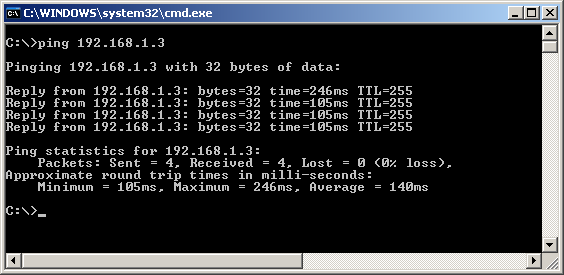 C:\WINDOWS\system32\cmd.exe
C:\>ping 192.168.1.3
Pinging 192.168.1.3 with 32 bytes of data:
Reply from 192.168.1.3: bytes=32 time=246ms TTL=255
Reply from 192.168.1.3: bytes=32 time=105ms TTL=255
Reply from 192.168.1.3: bytes=32 time=105ms TTL=255
Reply from 192.168.1.3: bytes=32 time=105ms TTL=255
Ping statistics for 192.168.1.3:
    Packets: Sent = 4, Received = 4, Lost = 0 (0% loss),
Approximate round trip times in milli-seconds:
    Minimum = 105ms, Maximum = 246ms, Average = 140ms
C:\>_